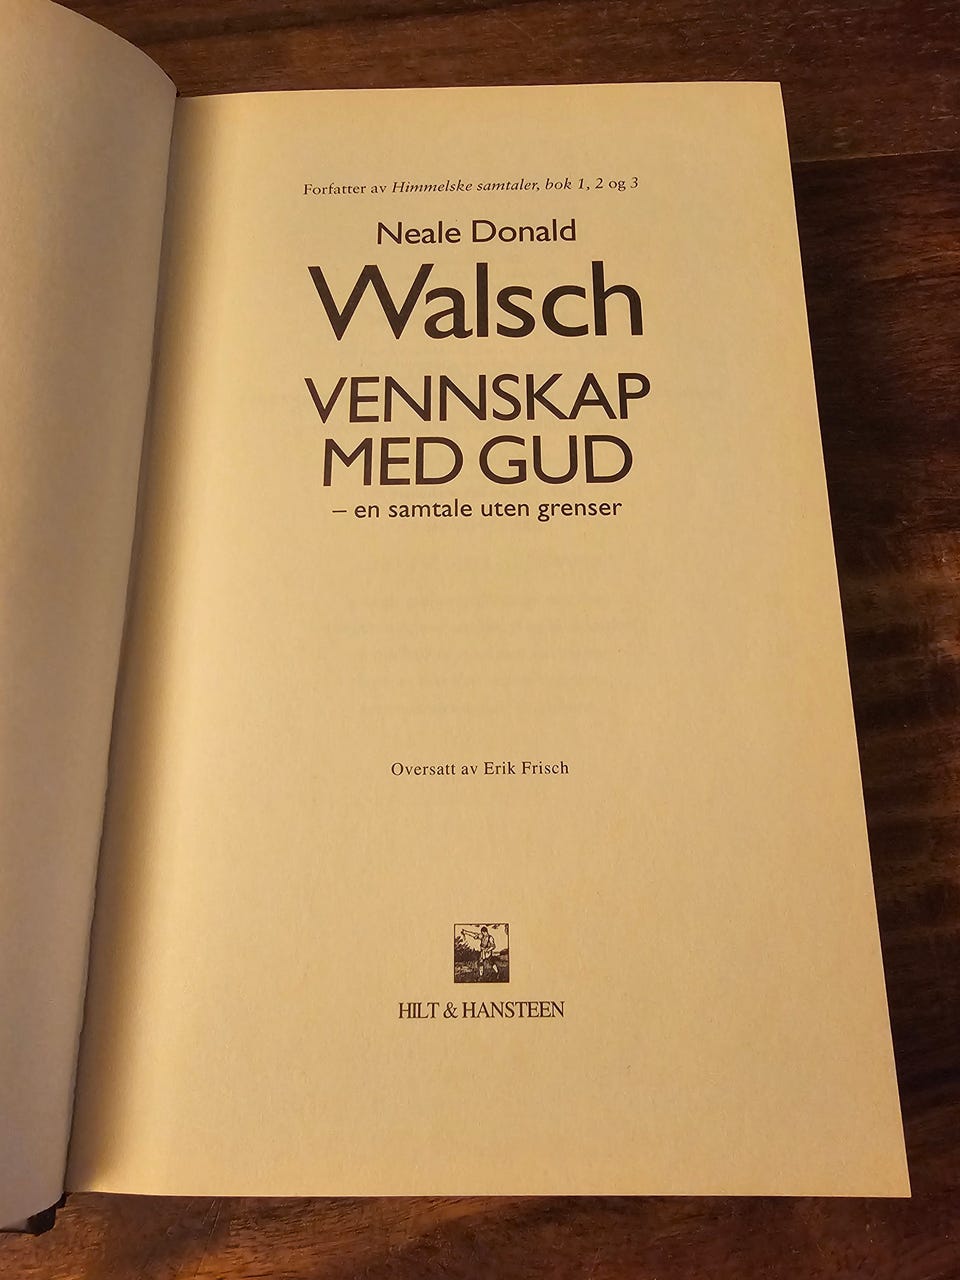 Forfatter av Himmelske samtaler, bok 1, 2 og 3
Neale Donald
Walsch
VENNSKAP
MED GUD
– en samtale uten grenser
Oversatt av Erik Frisch
HILT & HANSTEEN